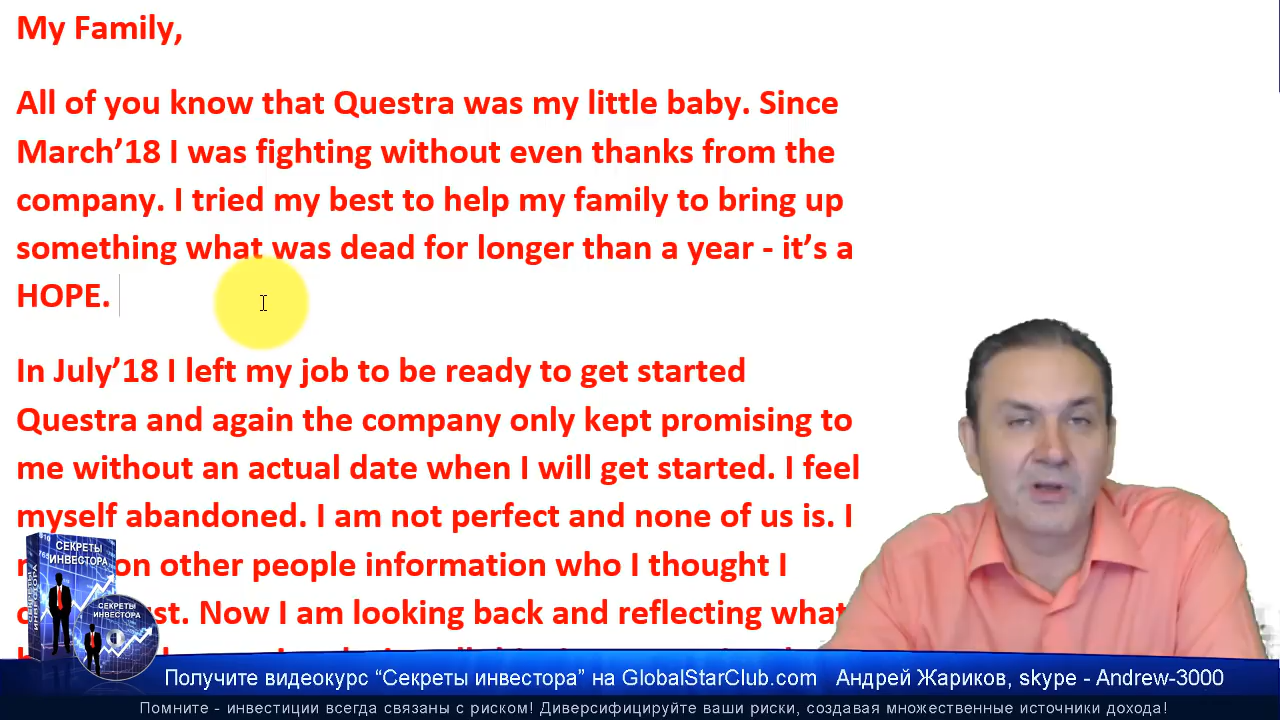 My Family,
All of you know that Questra was my little baby. Since
March’18 I was fighting without even thanks from the
company. I tried my best to help my family to bring up
something what was dead for longer than a year - it’s a
HOPE.
In July’18 I left my job to be ready to get started
Questra and again the company only kept promising to
me without an actual date when I will get started. I feel
myself abandoned. I am not perfect and none of us is. I
on other people information who I thought I
Now I am looking back and reflecting what
СЕКРЕТЫ
ИНВЕСТОРА
СЕКРЕТЫ
ИНВЕСТОРА
СЕКРЕТЫ
ИНВЕСТОРА
Получите видеокурс “Секреты инвестора” на GlobalStarClub.com Андрей Жариков, skype - Andrew-3000
Помните - инвестиции всегда связаны с риском! Диверсифицируйте ваши риски, создавая множественные источники дохода!